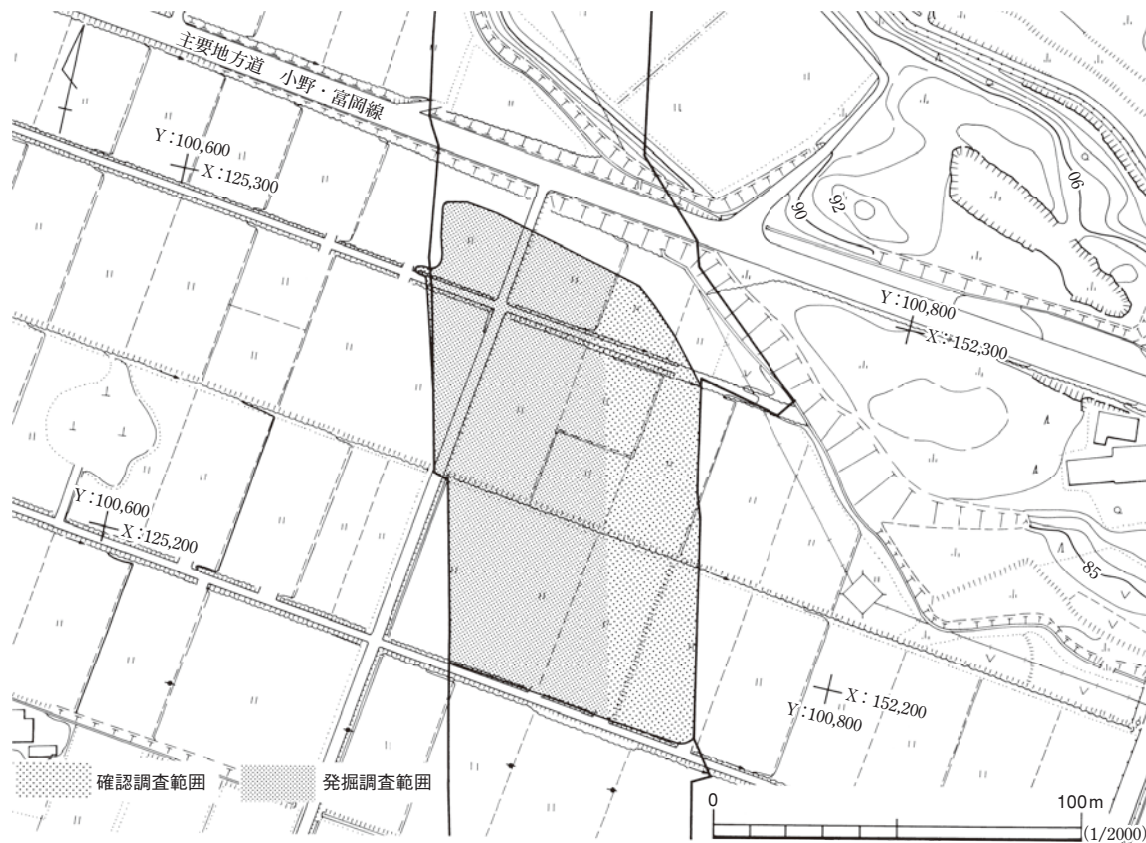 主要地方道　小野・富岡線
Y：100,600
X：125,300
90
92
90
Y：100,800
X：152,300
Y：100,600
X：125,200
85
X：152,200
Y：100,800
確認調査範囲
発掘調査範囲
0
100m
(1/2000)